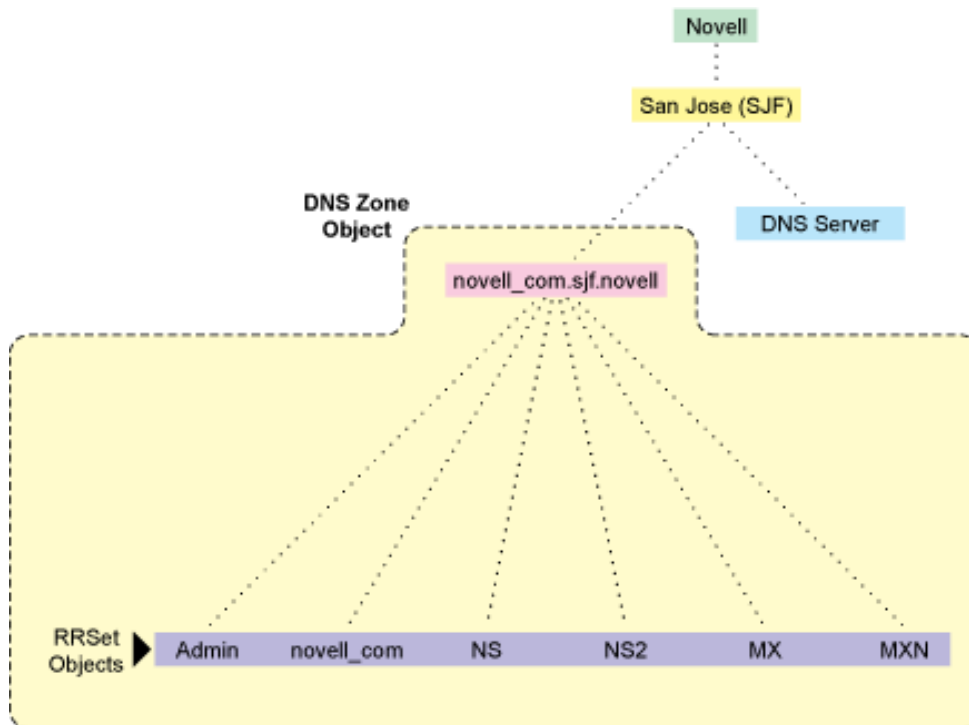 Novell
San Jose (SJF)
DNS Zone
Object
DNS Server
novell_com.sjf.novell
RRSet
Objects
Admin novell_com NS NS2 MX MXN